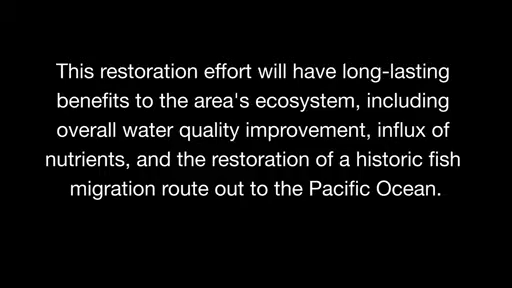 This restoration effort will have long-lasting
benefits to the area's ecosystem, including
overall water quality improvement, influx of
nutrients, and the restoration of a historic fish
migration route out to the Pacific Ocean.